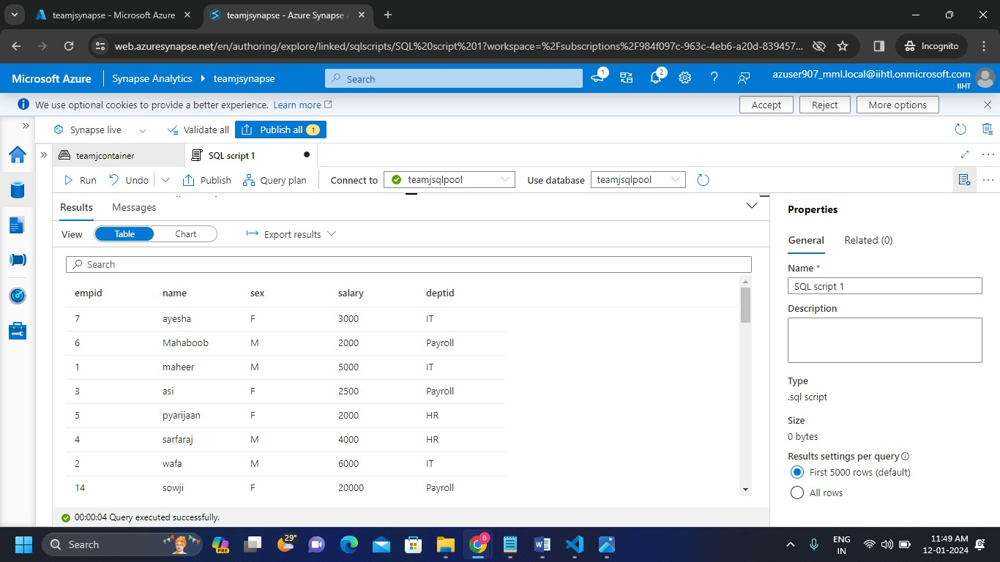 teamjsynapse - Microsoft Azure
teamjsynapse - Azure Synapse A
web.azuresynapse.net/en/authoring/explore/linked/sqlscripts/SQL%20script%201?workspace=%2Fsubscriptions%2F984f097c-963c-4eb6-a20d-839457...
Incognito
Microsoft Azure
Synapse Analytics
teamjsynapse
Search
1
2
azuser907_mml.local@iihtl.onmicrosoft.com
IIHT
We use optional cookies to provide a better experience. Learn more
Accept
Reject
More options
Synapse live
Validate all
Publish all 1
teamjcontainer
SQL script 1
Run
Undo
Publish
Query plan
Connect to
teamjsqlpool
Use database
teamjsqlpool
Results
Messages
View
Table
Chart
Export results
Search
empid name sex salary deptid
7 ayesha F 3000 IT
6 Mahaboob M 2000 Payroll
1 maheer M 5000 IT
3 asi F 2500 Payroll
5 pyarijaan F 2000 HR
4 sarfaraj M 4000 HR
2 wafa M 6000 IT
14 sowji F 20000 Payroll
00:00:04 Query executed successfully.
Properties
General
Related (0)
Name *
SQL script 1
Description
Type
.sql script
Size
0 bytes
Results settings per query
First 5000 rows (default)
All rows
Search
PRE
29°
8
ENG
IN
11:49 AM
12-01-2024